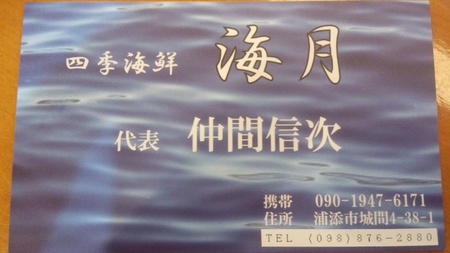 四季海鮮 海月
代表 仲間信次
携帯 090-1947-6171
住所 浦添市城間4-38-1
TEL (098)876-2880